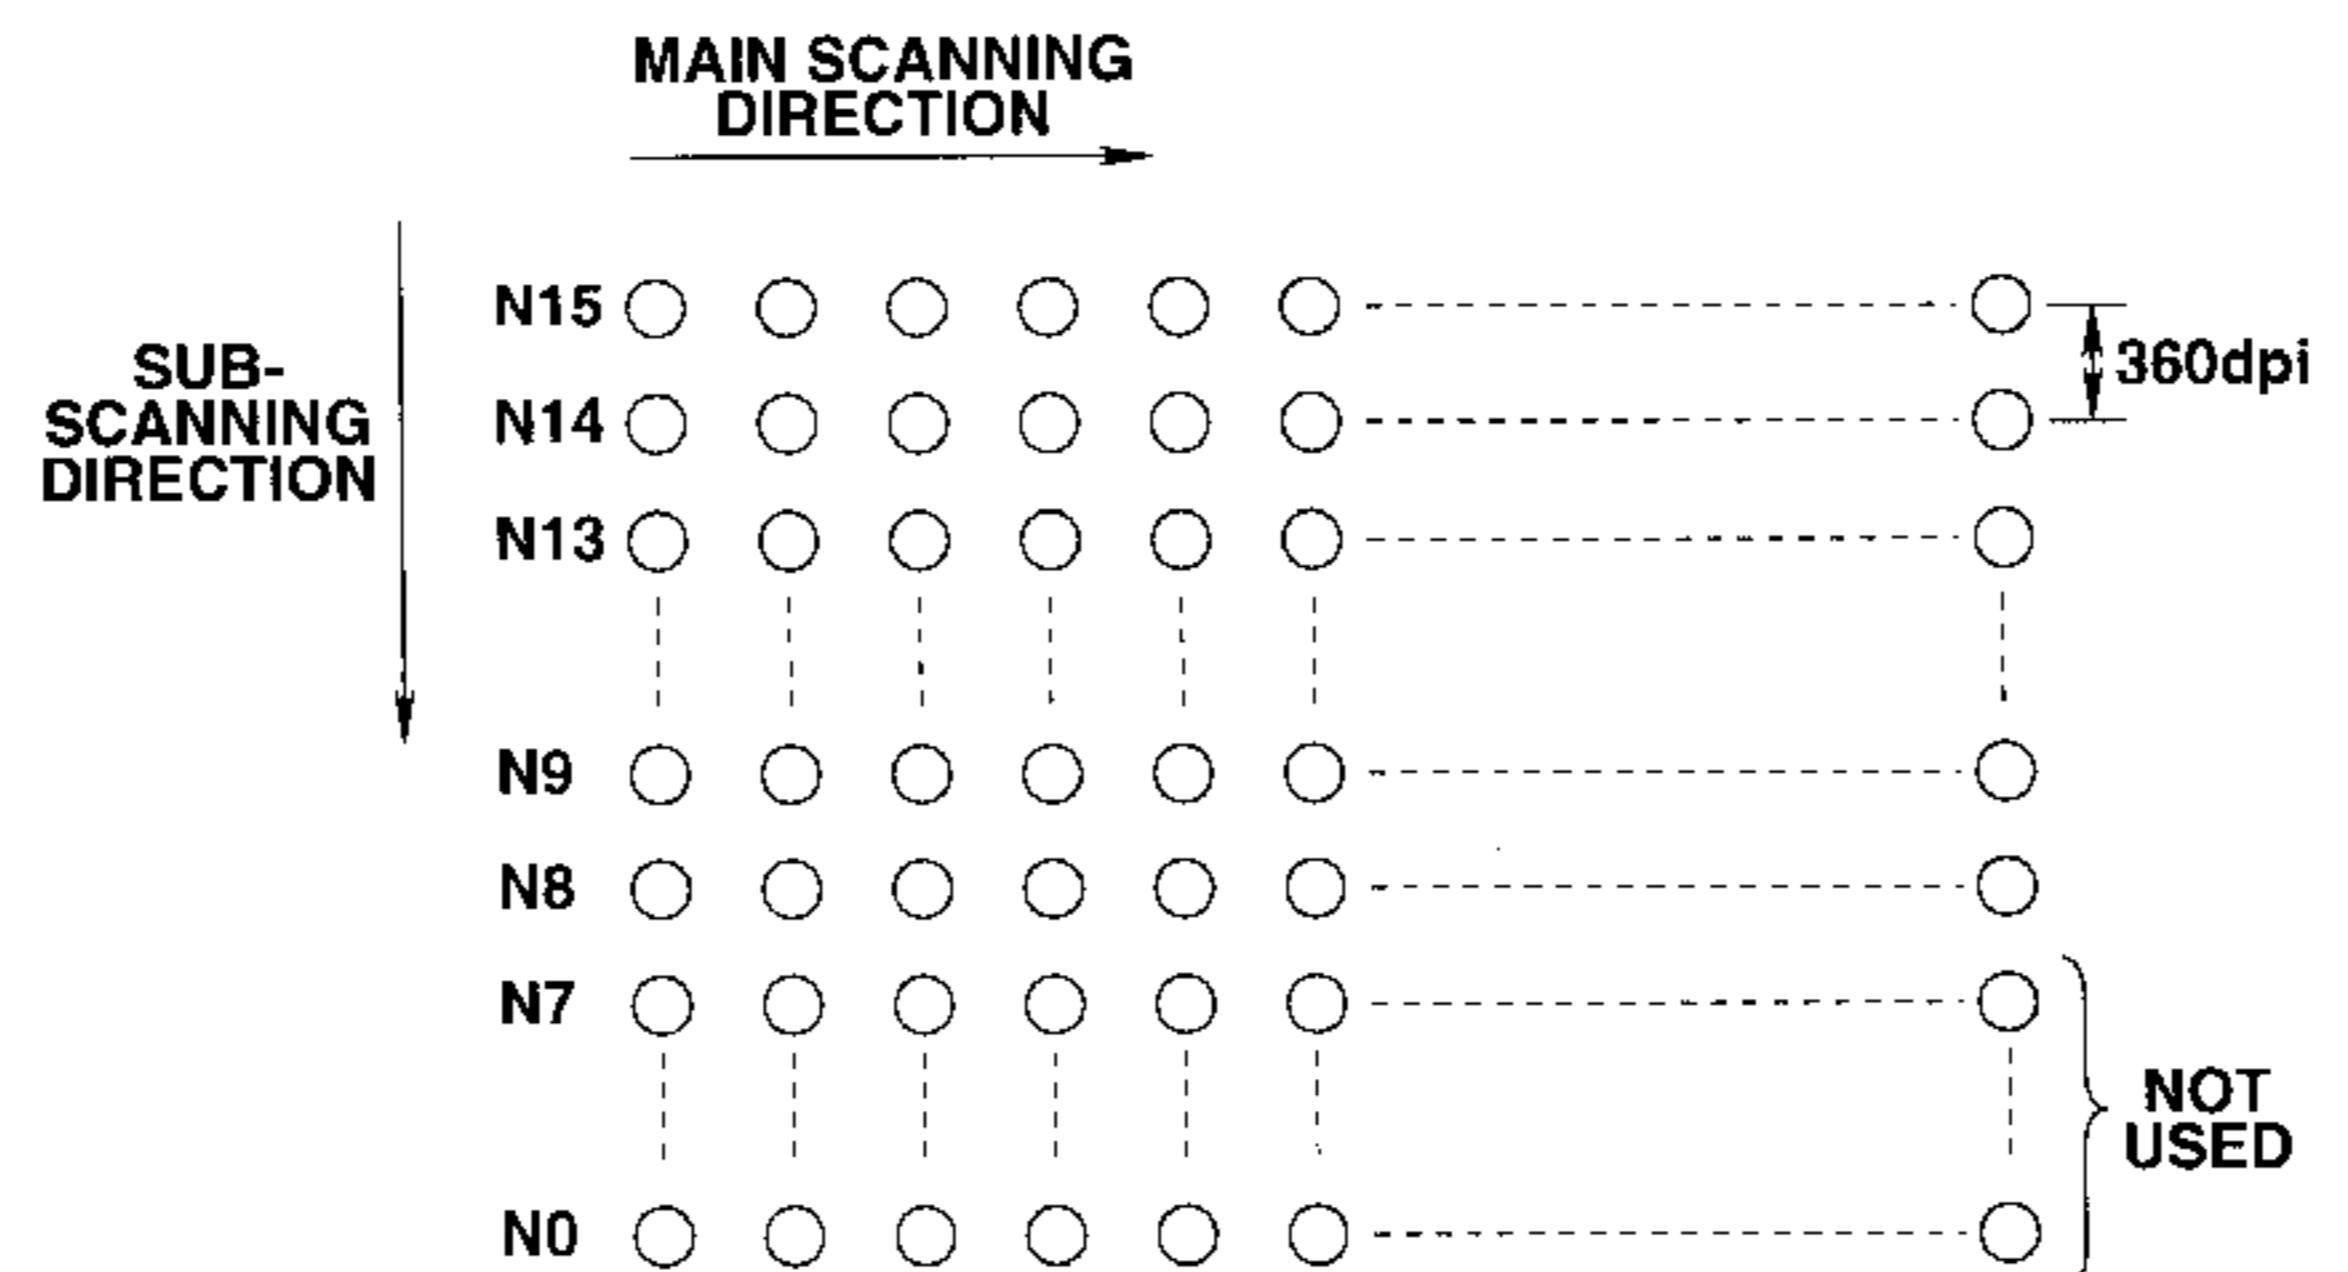 MAIN SCANNING
DIRECTION
SUB-
SCANNING
DIRECTION
N15
360dpi
N14
N13
N9
N8
N7
NOT
USED
N0